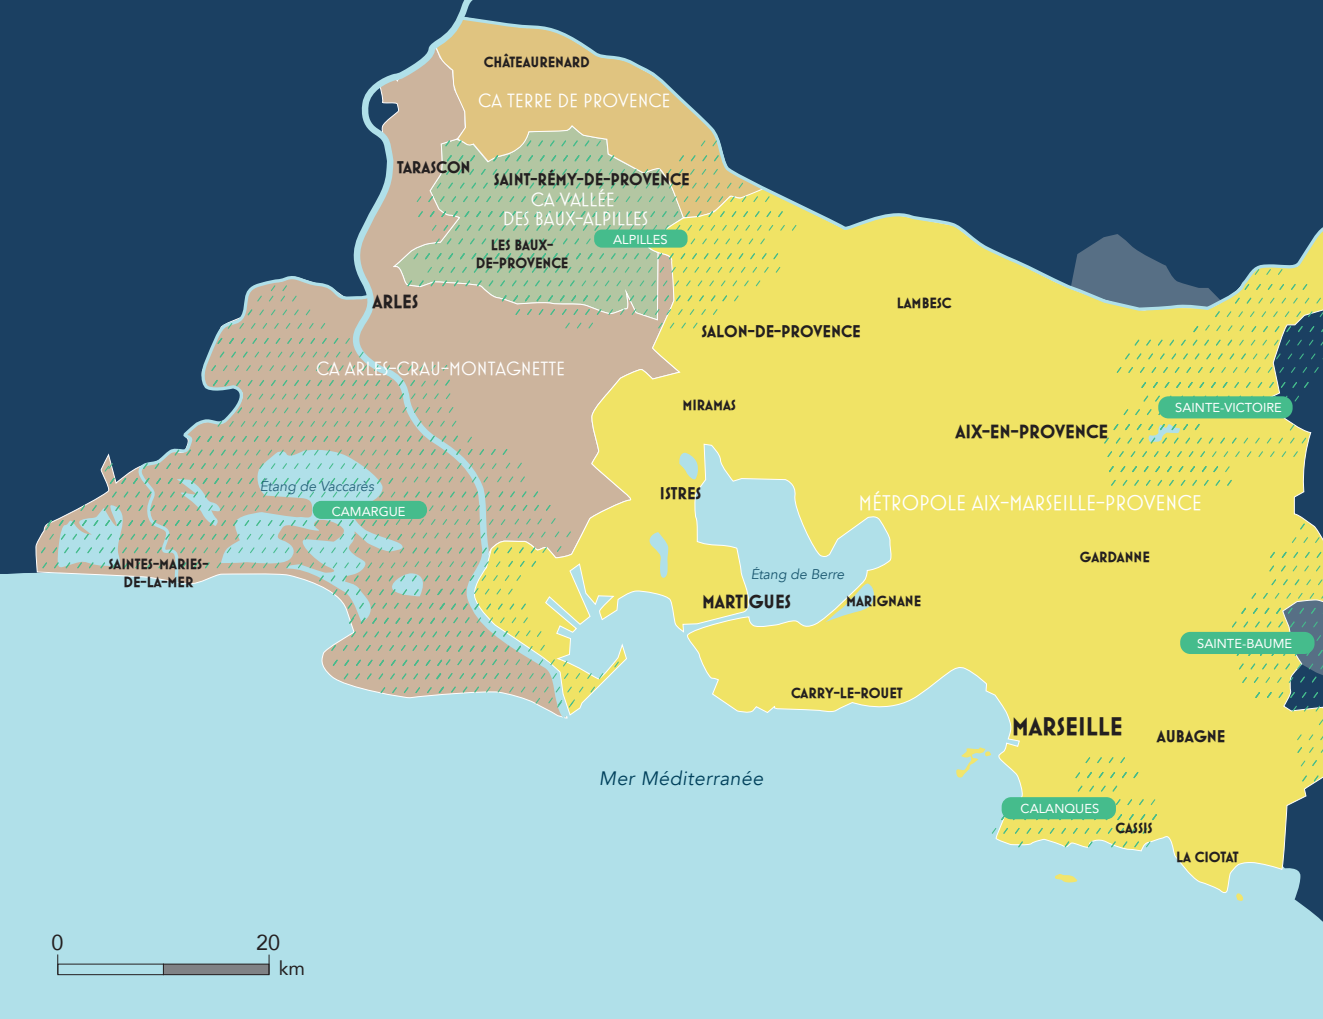 CHÂTEAURENARD
CA TERRE DE PROVENCE
TARASCON
SAINT-RÉMY-DE-PROVENCE
CA VALLÉE
DES BAUX-ALPILLES
ALPILLES
LES BAUX-
DE-PROVENCE
ARLES
LAMBESC
SALON-DE-PROVENCE
CA ARLES-CRAU-MONTAGNETTE
MIRAMAS
SAINTE-VICTOIRE
AIX-EN-PROVENCE
Étang de Vaccarès
ISTRES
MÉTROPOLE AIX-MARSEILLE-PROVENCE
CAMARGUE
SAINTES-MARIES-
DE-LA-MER
GARDANNE
Étang de Berre
MARTIGUES
MARIGNANE
SAINTE-BAUME
CARRY-LE-ROUET
MARSEILLE
AUBAGNE
Mer Méditerranée
CALANQUES
CASSIS
LA CIOTAT
0 20
km